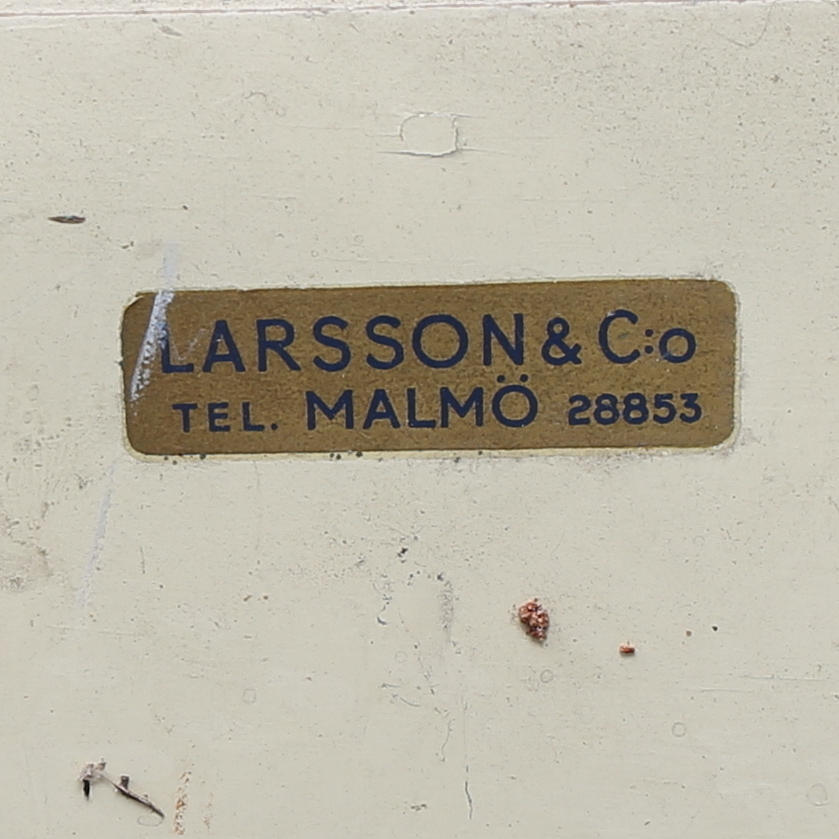 LARSSON & C:o
TEL. MALMÖ 28853